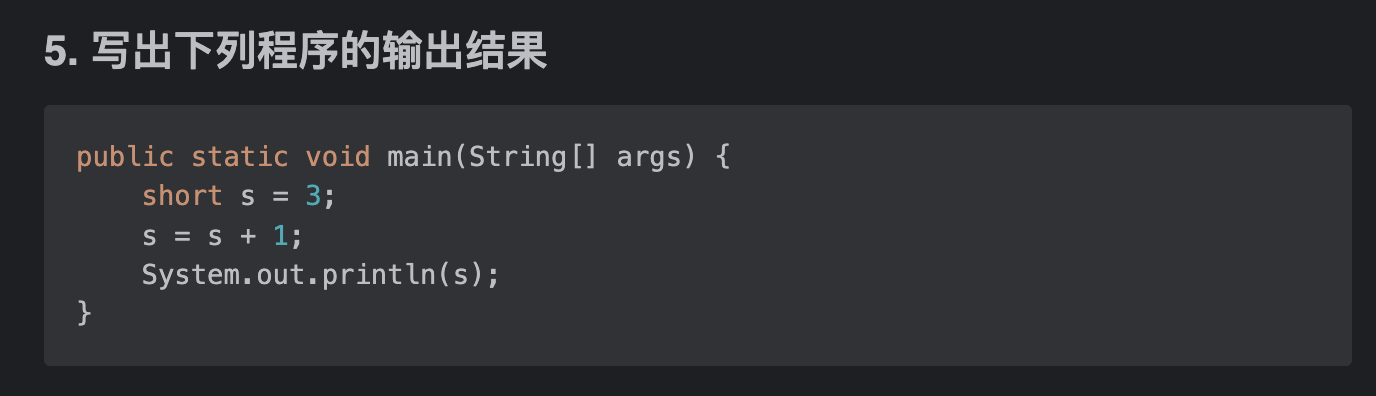 5. 写出下列程序的输出结果
public static void main(String[] args) {
    short s = 3;
    s = s + 1;
    System.out.println(s);
}